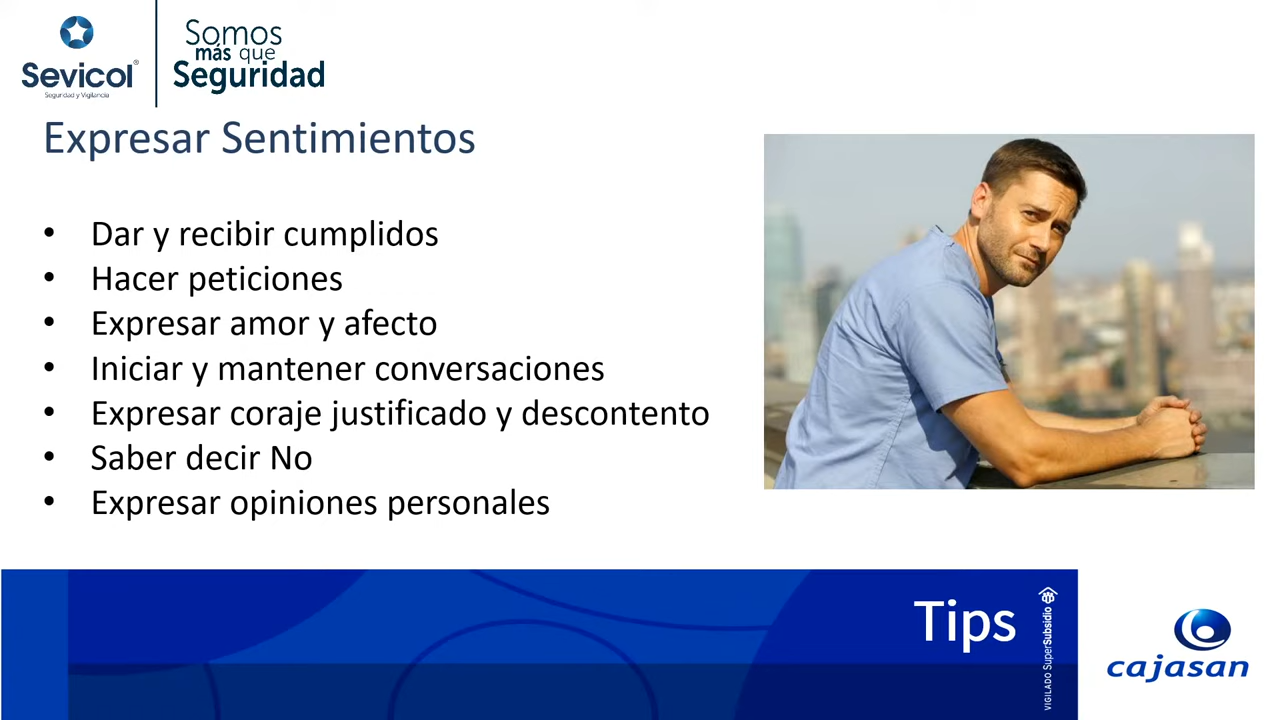 Sevicol®
Seguridad y Vigilancia
Somos
más que
Seguridad
Expresar Sentimientos
• Dar y recibir cumplidos
• Hacer peticiones
• Expresar amor y afecto
• Iniciar y mantener conversaciones
• Expresar coraje justificado y descontento
• Saber decir No
• Expresar opiniones personales
Tips
VIGILADO SuperSubsidio
cajasan